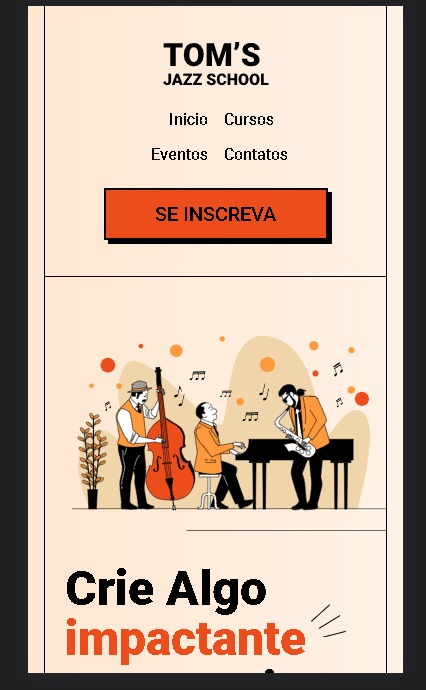 TOM'S
JAZZ SCHOOL
Inicio Cursos
Eventos Contatos
SE INSCREVA
Crie Algo
impactante